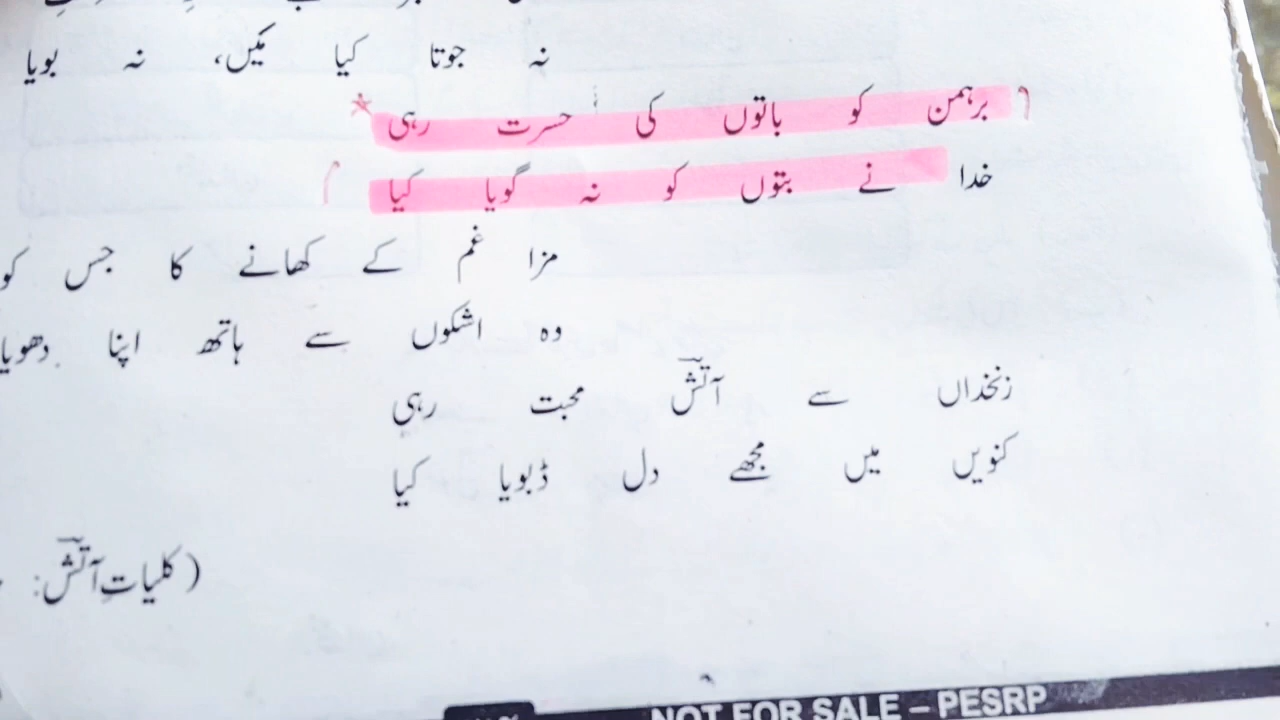 نہ جوتا کیا میَں، نہ بویا
برہمن کو باتوں کی حسرت رہی
خدا نے بتوں کو نہ گویا کیا
مزا غم کے کھانے کا جس کو
وہ اشکوں سے ہاتھ اپنا دھویا
زنخداں سے آتشؔ محبت رہی
کنویں میں مجھے دل ڈبویا کیا
(کلیاتِ آتشؔ:
NOT FOR SALE – PESRP